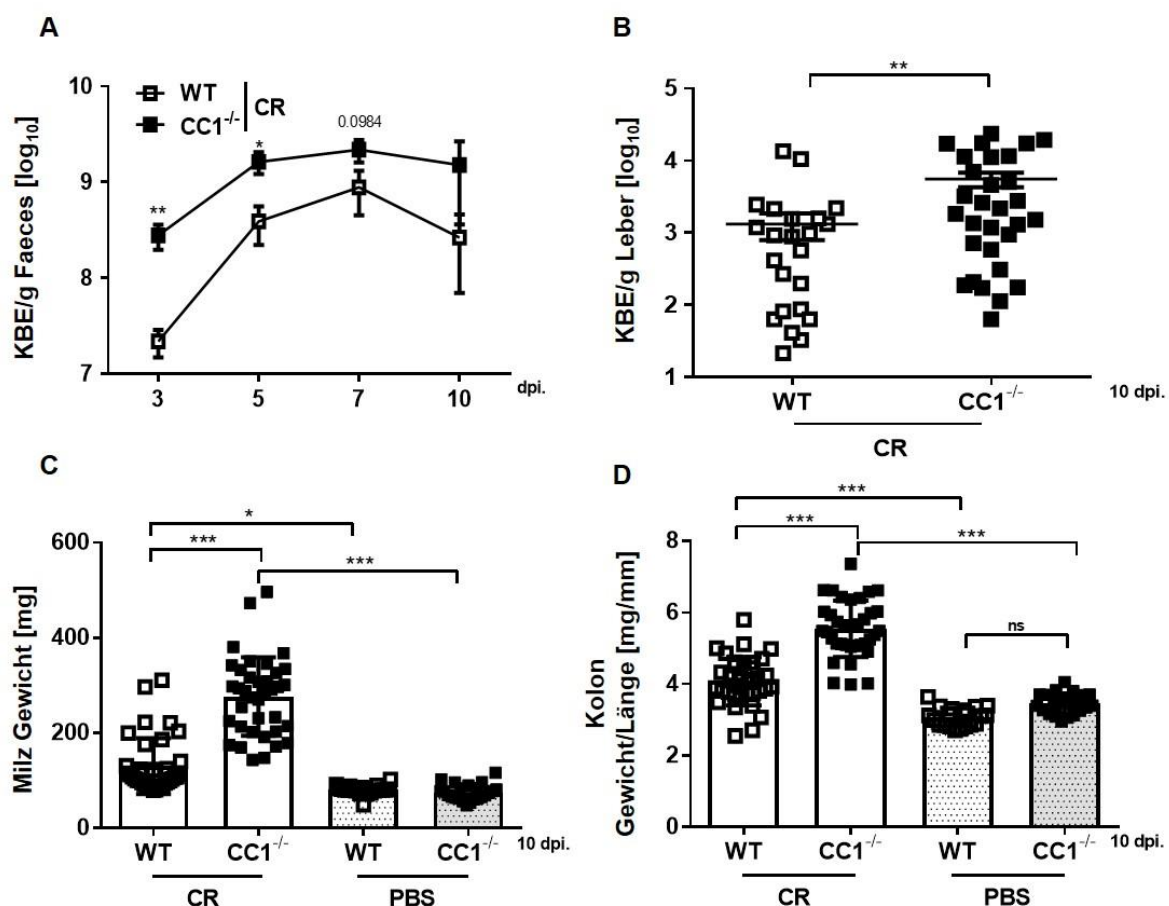 A
KBE/g Faeces [log10]
10
9
8
7
WT
CC1-/-
CR
**
*
0.0984
3
5
7
10
dpi.
B
KBE/g Leber [log10]
5
4
3
2
1
**
WT
CC1-/-
10 dpi.
CR
C
Milz Gewicht [mg]
600
400
200
0
*
***
***
WT
CC1-/-
WT
CC1-/-
10 dpi.
CR
PBS
D
Kolon
Gewicht/Länge [mg/mm]
8
6
4
2
0
***
***
***
ns
WT
CC1-/-
WT
CC1-/-
10 dpi.
CR
PBS